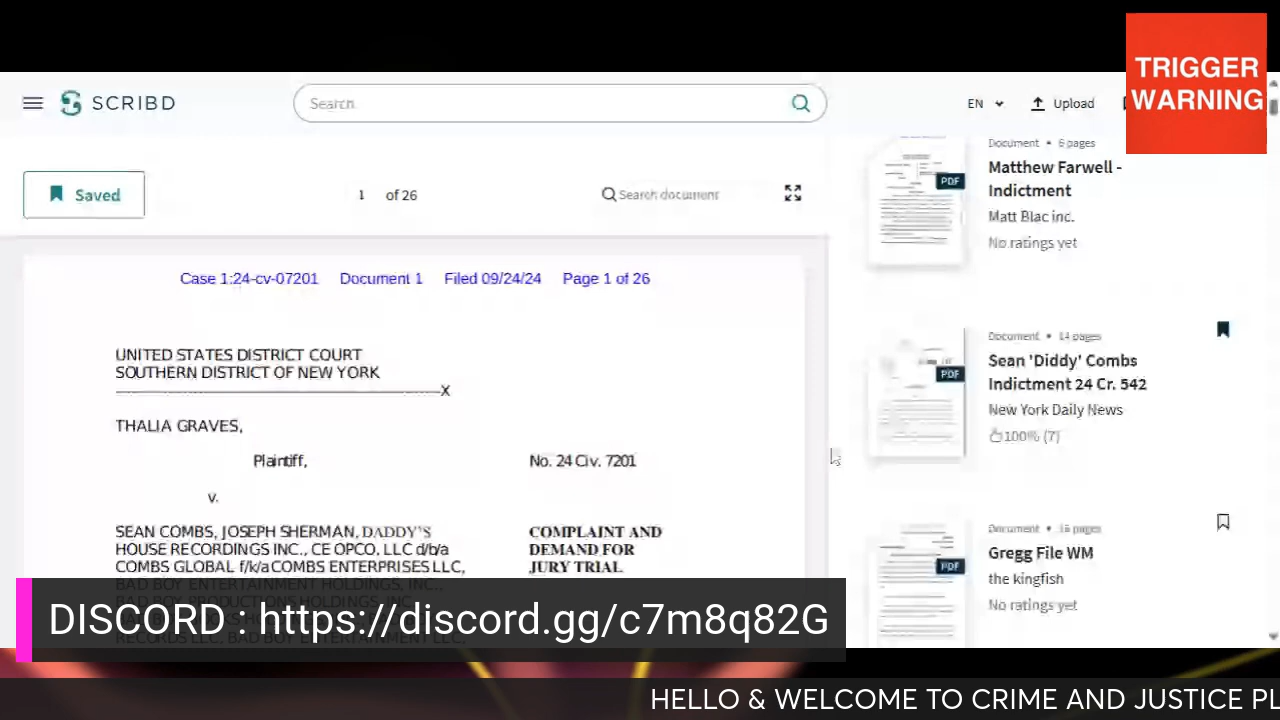 TRIGGER
WARNING
SCRIBD
Search
EN
Upload
Saved
1 of 26
Search document
Case 1:24-cv-07201 Document 1 Filed 09/24/24 Page 1 of 26
UNITED STATES DISTRICT COURT
SOUTHERN DISTRICT OF NEW YORK
X
THALIA GRAVES,
Plaintiff,
No. 24 Civ. 7201
v.
SEAN COMBS, JOSEPH SHERMAN, DADDY'S
HOUSE RECORDINGS INC., CE OPCO, LLC d/b/a
COMBS GLOBAL f/k/a COMBS ENTERPRISES LLC,
COMPLAINT AND
DEMAND FOR
JURY TRIAL
Document • 6 pages
Matthew Farwell -
Indictment
Matt Blac inc.
No ratings yet
PDF
Document • 14 pages
Sean 'Diddy' Combs
Indictment 24 Cr. 542
New York Daily News
100% (7)
PDF
Document • 16 pages
Gregg File WM
the kingfish
No ratings yet
PDF
DISCORD: https://discord.gg/c7m8q82G
HELLO & WELCOME TO CRIME AND JUSTICE PL